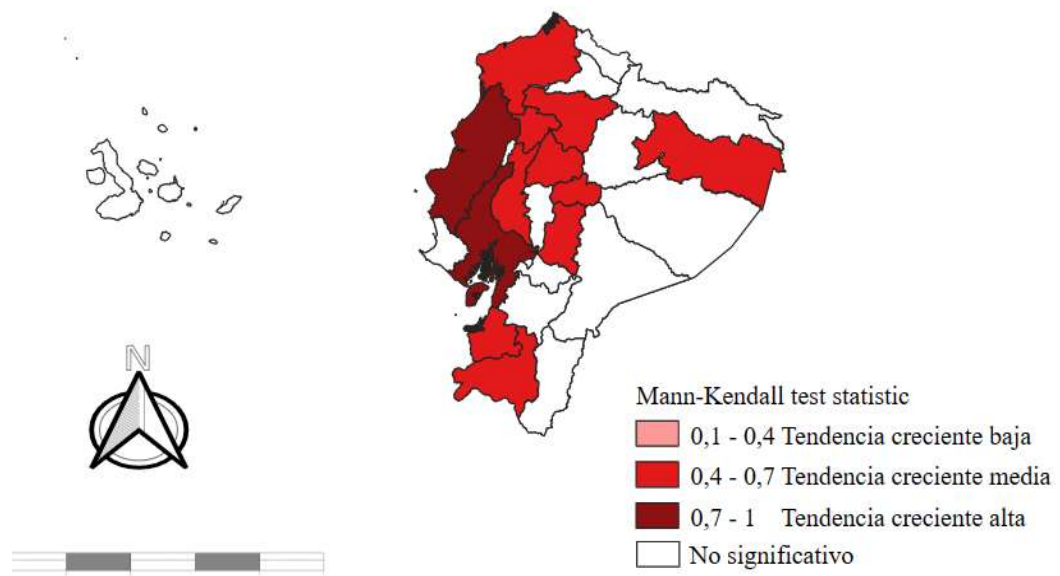 N
Mann-Kendall test statistic
0,1 - 0,4 Tendencia creciente baja
0,4 - 0,7 Tendencia creciente media
0,7 - 1 Tendencia creciente alta
No significativo